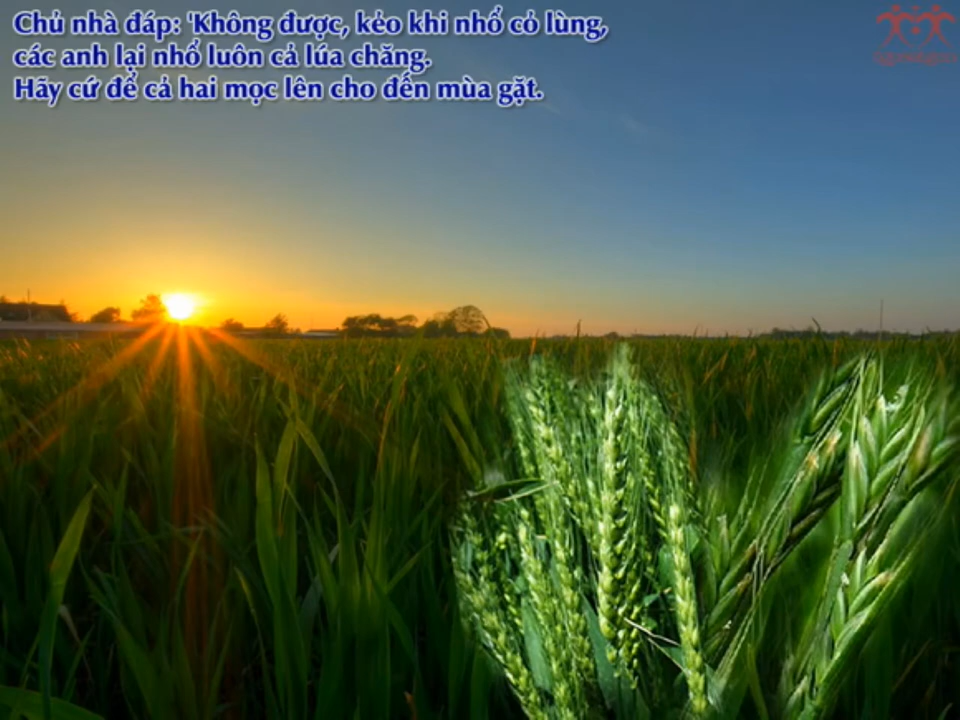 Chủ nhà đáp: 'Không được, kẻo khi nhổ cỏ lùng,
các anh lại nhổ luôn cả lúa chăng.
Hãy cứ để cả hai mọc lên cho đến mùa gặt.